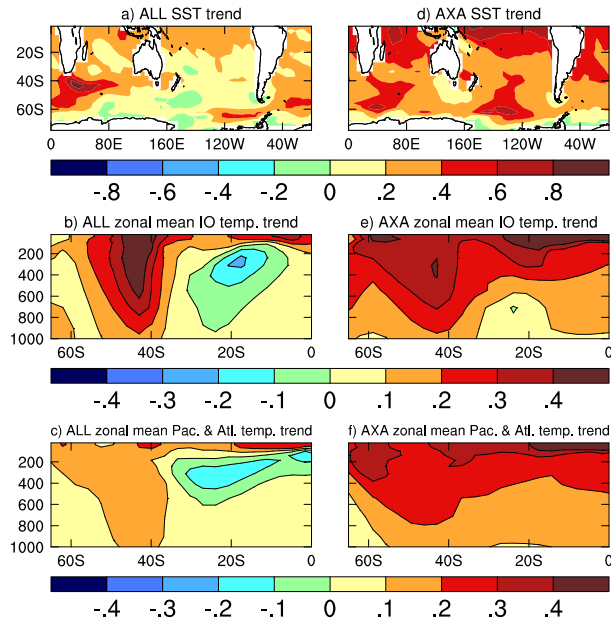 a) ALL SST trend
20S
40S
60S
0 80E 160E 120W 40W
d) AXA SST trend
0 80E 160E 120W 40W
-.8 -.6 -.4 -.2 0 .2 .4 .6 .8
b) ALL zonal mean IO temp. trend
200
400
600
800
1000
60S 40S 20S 0
e) AXA zonal mean IO temp. trend
60S 40S 20S 0
-.4 -.3 -.2 -.1 0 .1 .2 .3 .4
c) ALL zonal mean Pac. & Atl. temp. trend
200
400
600
800
1000
60S 40S 20S 0
f) AXA zonal mean Pac. & Atl. temp. trend
60S 40S 20S 0
-.4 -.3 -.2 -.1 0 .1 .2 .3 .4